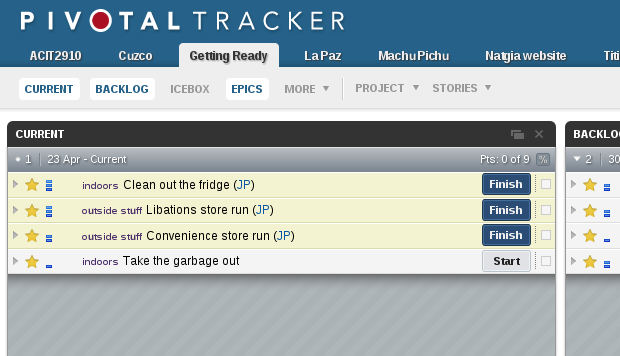 PIVOTAL TRACKER
ACIT2910 Cuzco Getting Ready La Paz Machu Pichu Natgia website Titi
CURRENT BACKLOG ICEBOX EPICS MORE PROJECT STORIES
CURRENT BACKLO
1 23 Apr - Current Pts: 0 of 9 % 2 30
indoors Clean out the fridge (JP) Finish
outside stuff Libations store run (JP) Finish
outside stuff Convenience store run (JP) Finish
indoors Take the garbage out Start